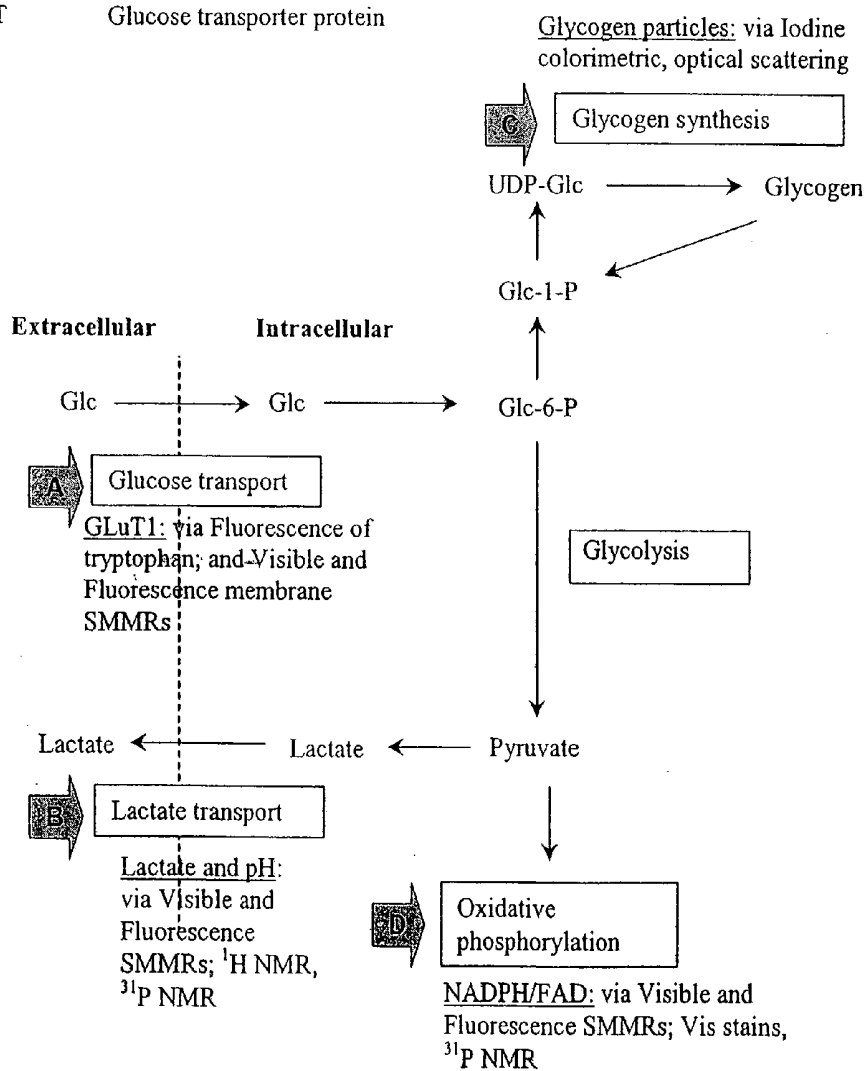 T Glucose transporter protein
Glycogen particles: via Iodine
colorimetric, optical scattering
C
Glycogen synthesis
UDP-Glc
Glycogen
Glc-1-P
Extracellular
Intracellular
Glc
Glc
Glc-6-P
A
Glucose transport
GLuT1: via Fluorescence of
tryptophan; and Visible and
Fluorescence membrane
SMMRs
Glycolysis
Lactate
Lactate
Pyruvate
B
Lactate transport
Lactate and pH:
via Visible and
Fluorescence
SMMRs; ¹H NMR,
³¹P NMR
D
Oxidative
phosphorylation
NADPH/FAD: via Visible and
Fluorescence SMMRs; Vis stains,
³¹P NMR